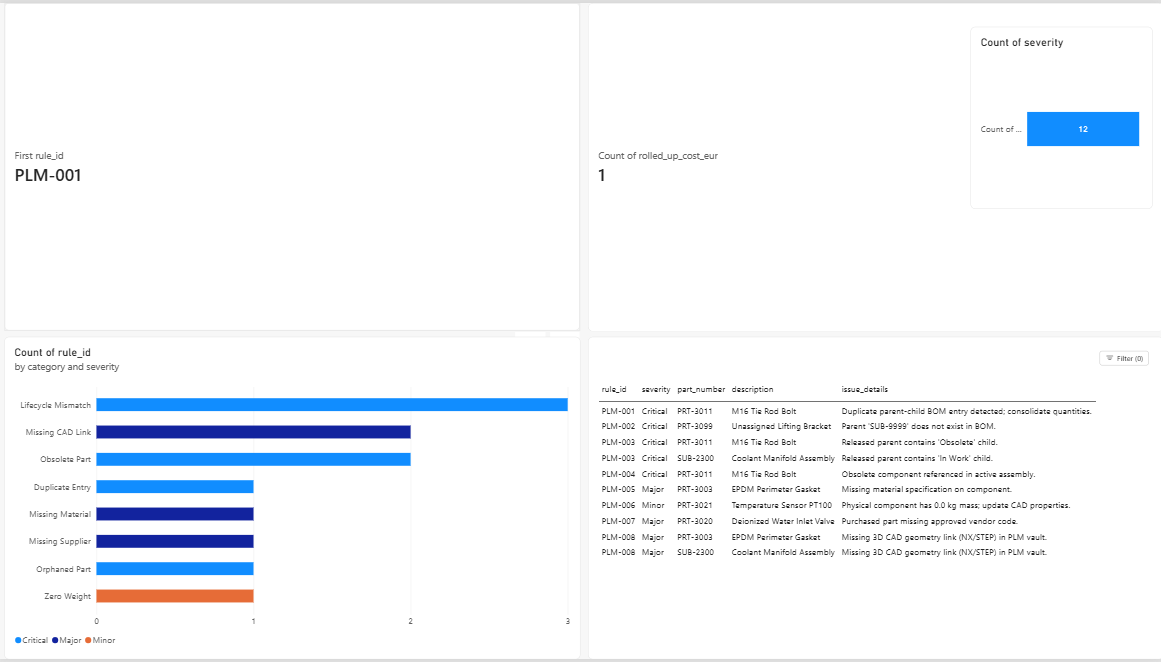 First rule_id
PLM-001
Count of rolled_up_cost_eur
1
Count of severity
Count of ...
12
Count of rule_id
by category and severity
Lifecycle Mismatch
Missing CAD Link
Obsolete Part
Duplicate Entry
Missing Material
Missing Supplier
Orphaned Part
Zero Weight
0 1 2 3
Critical Major Minor
Filter (0)
rule_id severity part_number description issue_details
PLM-001 Critical PRT-3011 M16 Tie Rod Bolt Duplicate parent-child BOM entry detected; consolidate quantities.
PLM-002 Critical PRT-3099 Unassigned Lifting Bracket Parent 'SUB-9999' does not exist in BOM.
PLM-003 Critical PRT-3011 M16 Tie Rod Bolt Released parent contains 'Obsolete' child.
PLM-003 Critical SUB-2300 Coolant Manifold Assembly Released parent contains 'In Work' child.
PLM-004 Critical PRT-3011 M16 Tie Rod Bolt Obsolete component referenced in active assembly.
PLM-005 Major PRT-3003 EPDM Perimeter Gasket Missing material specification on component.
PLM-006 Minor PRT-3021 Temperature Sensor PT100 Physical component has 0.0 kg mass; update CAD properties.
PLM-007 Major PRT-3020 Deionized Water Inlet Valve Purchased part missing approved vendor code.
PLM-008 Major PRT-3003 EPDM Perimeter Gasket Missing 3D CAD geometry link (NX/STEP) in PLM vault.
PLM-008 Major SUB-2300 Coolant Manifold Assembly Missing 3D CAD geometry link (NX/STEP) in PLM vault.